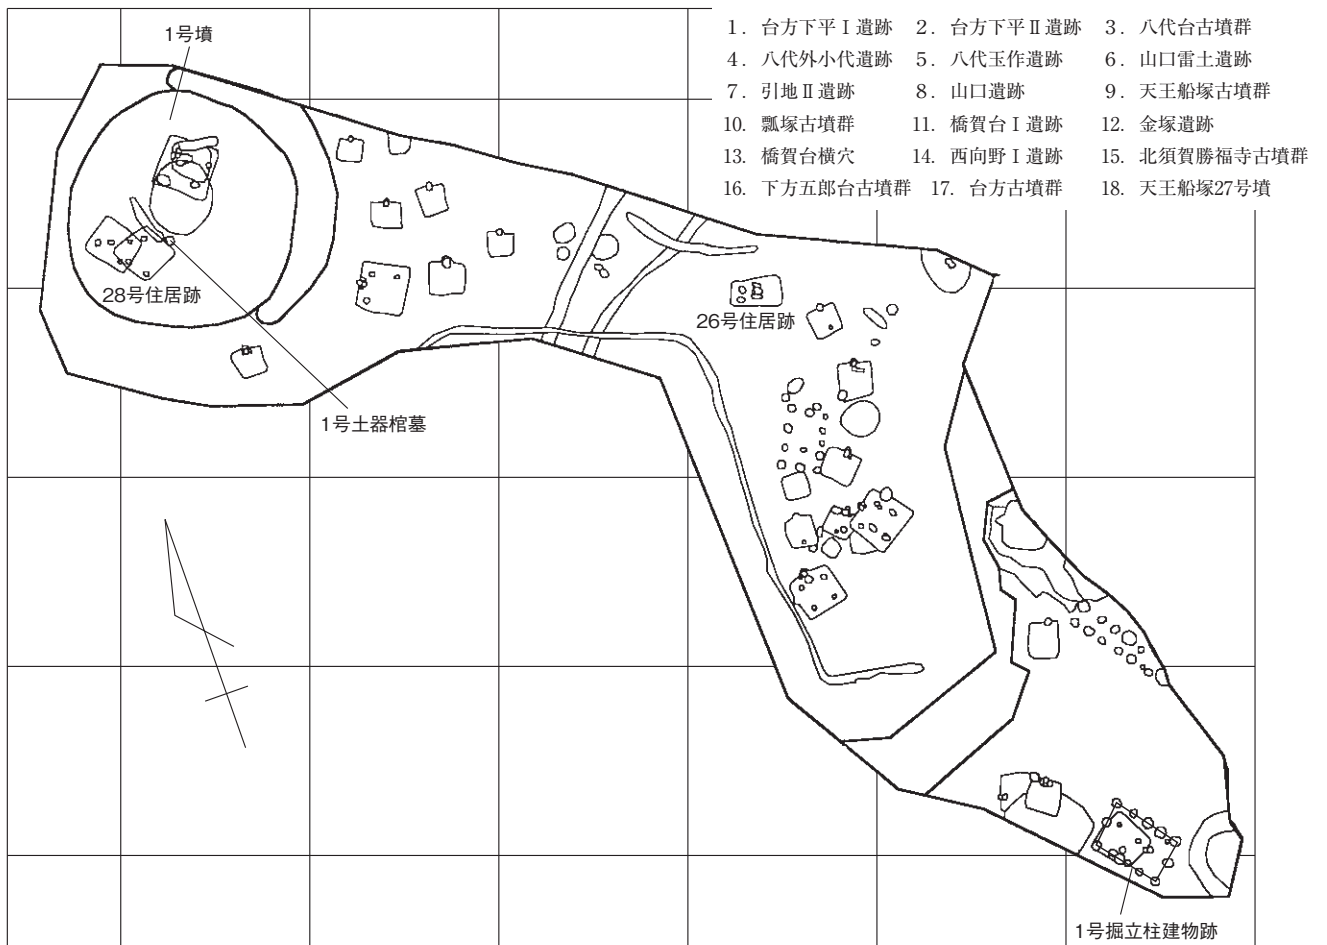 1号墳
1. 台方下平Ⅰ遺跡 2. 台方下平Ⅱ遺跡 3. 八代台古墳群
4. 八代外小代遺跡 5. 八代玉作遺跡 6. 山口雷土遺跡
7. 引地Ⅱ遺跡 8. 山口遺跡 9. 天王船塚古墳群
10. 瓢塚古墳群 11. 橋賀台Ⅰ遺跡 12. 金塚遺跡
13. 橋賀台横穴 14. 西向野Ⅰ遺跡 15. 北須賀勝福寺古墳群
16. 下方五郎台古墳群 17. 台方古墳群 18. 天王船塚27号墳
28号住居跡
26号住居跡
1号土器棺墓
1号掘立柱建物跡